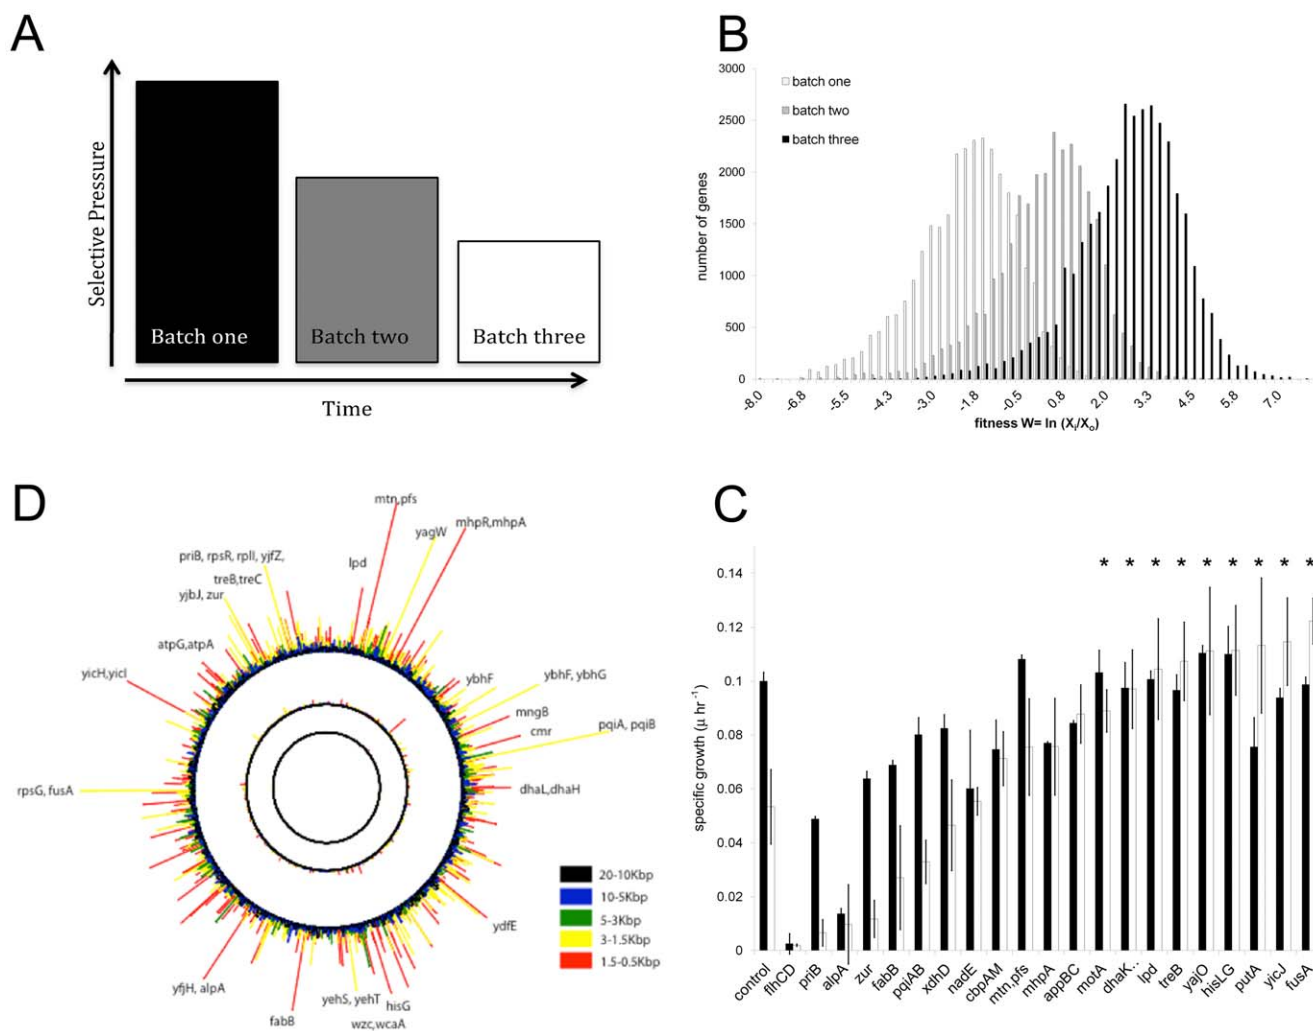 A
Selective Pressure
Batch one
Batch two
Batch three
Time
B
number of genes
3000
2500
2000
1500
1000
500
0
batch one
batch two
batch three
-8.0
-6.8
-5.5
-4.3
-3.0
-1.8
-0.5
0.8
2.0
3.3
4.5
5.8
7.0
fitness W= ln (Xᵢ/Xₒ)
D
mtn,pfs
yagW
mhpR,mhpA
lpd
priB, rpsR, rplI, yjfZ,
treB,treC
yjbJ, zur
atpG,atpA
yicH,yicI
ybhF
ybhF, ybhG
mngB
cmr
pqiA, pqiB
rpsG, fusA
dhaL,dhaH
20-10Kbp
10-5Kbp
5-3Kbp
3-1.5Kbp
1.5-0.5Kbp
ydfE
yfjH, alpA
fabB
yehS, yehT
hisG
wzc,wcaA
C
specific growth (μ hr⁻¹)
0.14
0.12
0.1
0.08
0.06
0.04
0.02
0
* * * * * * * * *
control
flhCD
priB
alpA
zur
fabB
pqiAB
xdhD
nadE
cbpAM
mtn,pfs
mhpA
appBC
motA
dhaK..
lpd
treB
yajO
hisLG
putA
yicJ
fusA